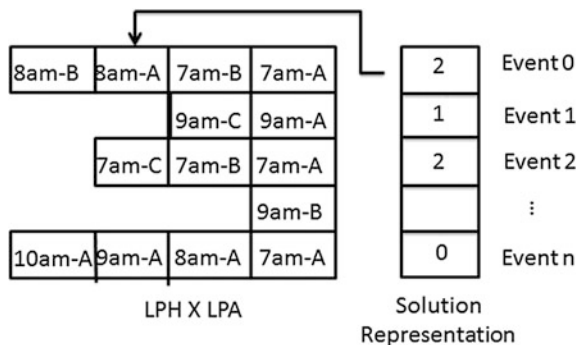 8am-B 8am-A 7am-B 7am-A 2 Event 0
9am-C 9am-A 1 Event 1
7am-C 7am-B 7am-A 2 Event 2
9am-B ⋮
10am-A 9am-A 8am-A 7am-A 0 Event n
LPH X LPA Solution
Representation